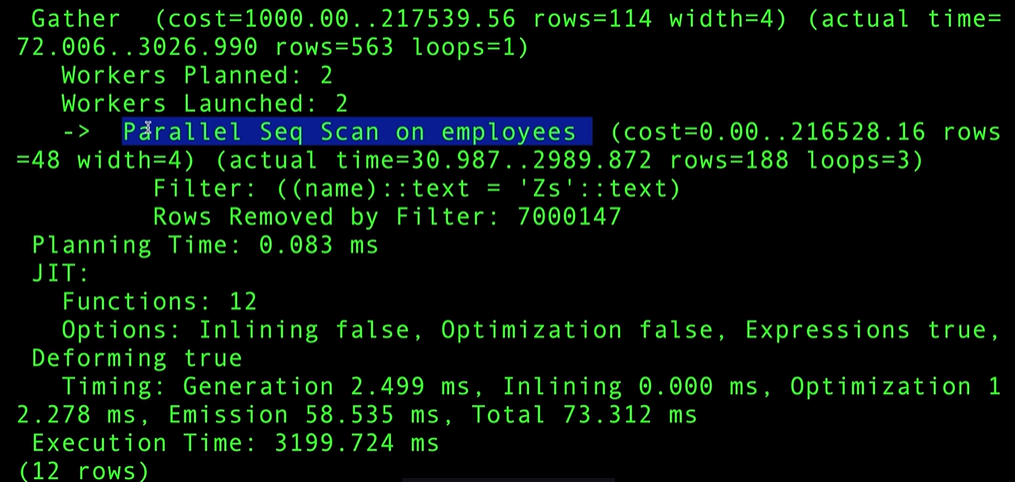 Gather  (cost=1000.00..217539.56 rows=114 width=4) (actual time=
72.006..3026.990 rows=563 loops=1)
   Workers Planned: 2
   Workers Launched: 2
   ->  Parallel Seq Scan on employees  (cost=0.00..216528.16 rows
=48 width=4) (actual time=30.987..2989.872 rows=188 loops=3)
         Filter: ((name)::text = 'Zs'::text)
         Rows Removed by Filter: 7000147
 Planning Time: 0.083 ms
 JIT:
   Functions: 12
   Options: Inlining false, Optimization false, Expressions true,
 Deforming true
   Timing: Generation 2.499 ms, Inlining 0.000 ms, Optimization 1
2.278 ms, Emission 58.535 ms, Total 73.312 ms
 Execution Time: 3199.724 ms
(12 rows)